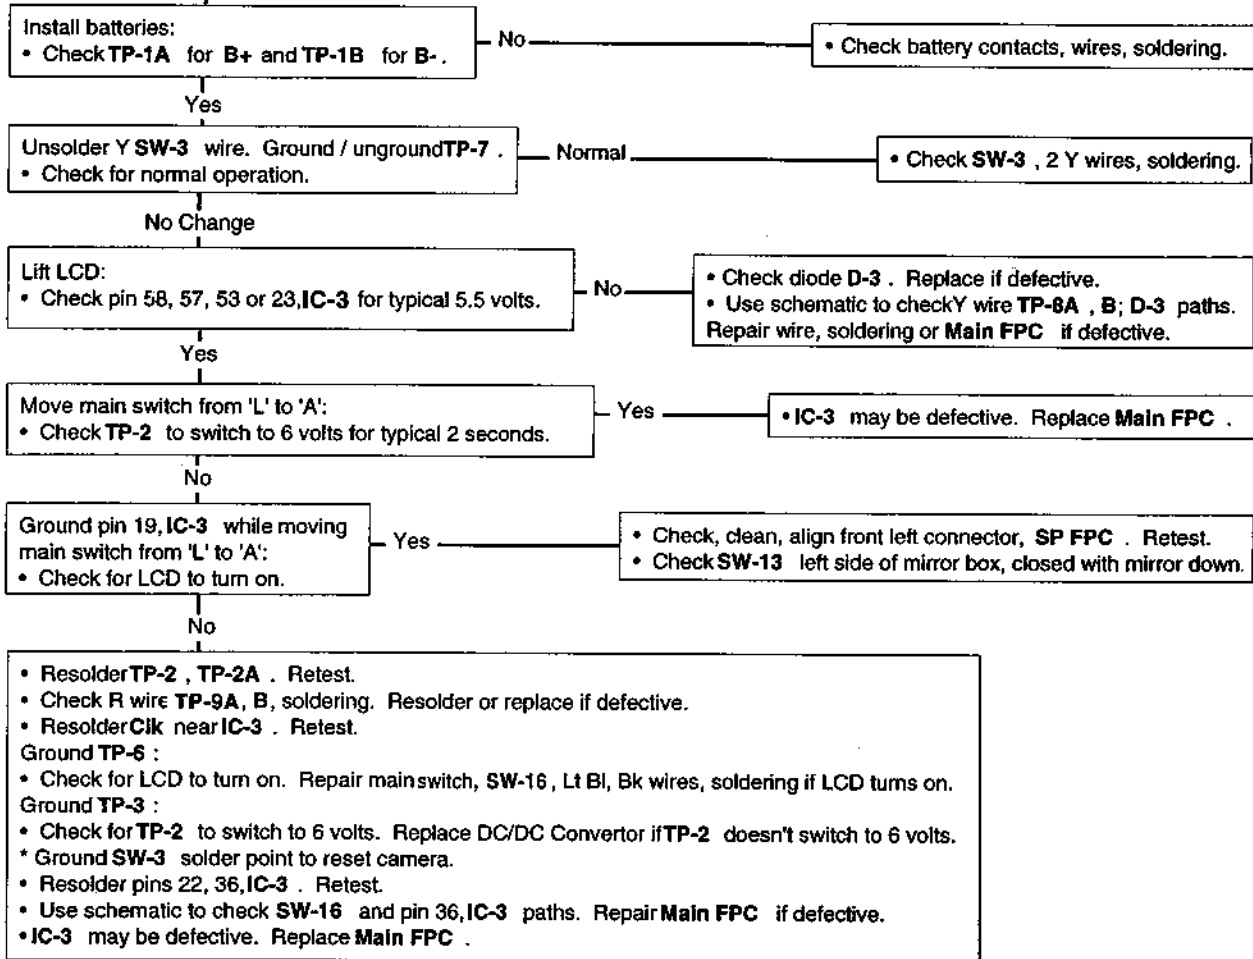 Install batteries:
• Check TP-1A for B+ and TP-1B for B-.
No
• Check battery contacts, wires, soldering.
Yes
Unsolder Y SW-3 wire. Ground / unground TP-7 .
• Check for normal operation.
Normal
• Check SW-3 , 2 Y wires, soldering.
No Change
Lift LCD:
• Check pin 58, 57, 53 or 23, IC-3 for typical 5.5 volts.
No
• Check diode D-3 . Replace if defective.
• Use schematic to check Y wire TP-8A , B; D-3 paths.
Repair wire, soldering or Main FPC if defective.
Yes
Move main switch from 'L' to 'A':
• Check TP-2 to switch to 6 volts for typical 2 seconds.
Yes
• IC-3 may be defective. Replace Main FPC .
No
Ground pin 19, IC-3 while moving
main switch from 'L' to 'A':
• Check for LCD to turn on.
Yes
• Check, clean, align front left connector, SP FPC . Retest.
• Check SW-13 left side of mirror box, closed with mirror down.
No
• Resolder TP-2 , TP-2A . Retest.
• Check R wire TP-9A, B, soldering. Resolder or replace if defective.
• Resolder Clk near IC-3 . Retest.
Ground TP-6 :
• Check for LCD to turn on. Repair main switch, SW-16 , Lt Bl, Bk wires, soldering if LCD turns on.
Ground TP-3 :
• Check for TP-2 to switch to 6 volts. Replace DC/DC Convertor if TP-2 doesn't switch to 6 volts.
* Ground SW-3 solder point to reset camera.
• Resolder pins 22, 36, IC-3 . Retest.
• Use schematic to check SW-16 and pin 36, IC-3 paths. Repair Main FPC if defective.
• IC-3 may be defective. Replace Main FPC .